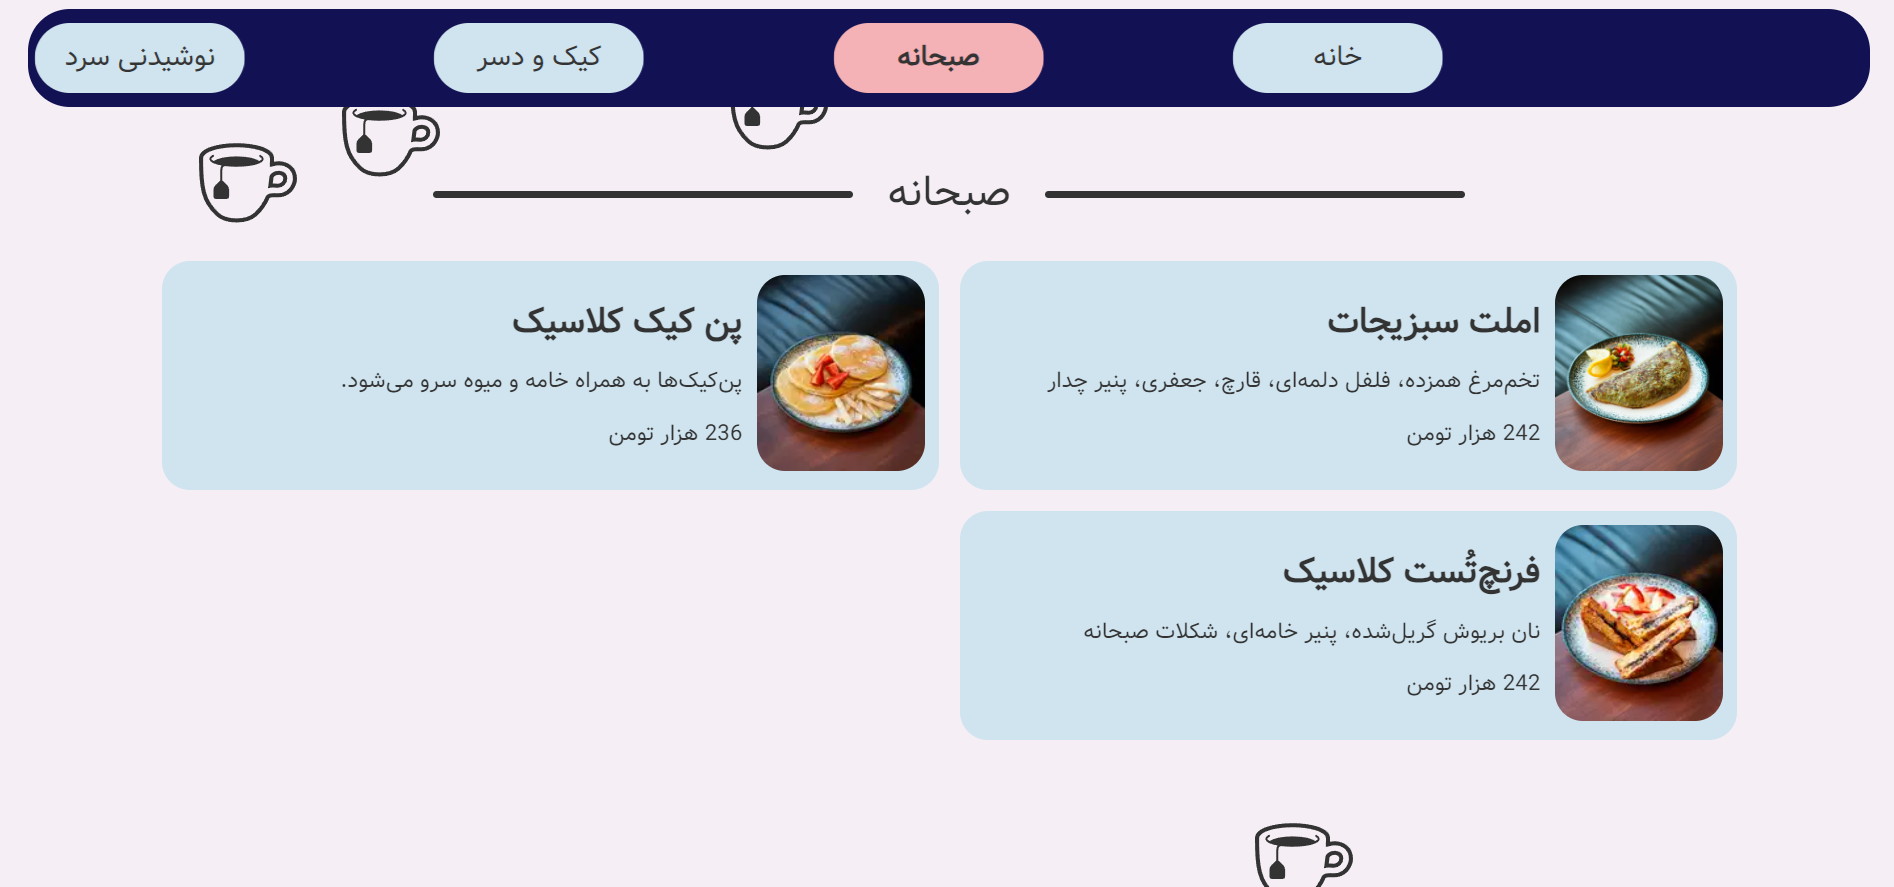 خانه
صبحانه
کیک و دسر
نوشیدنی سرد
صبحانه
املت سبزیجات
تخم‌مرغ همزده، فلفل دلمه‌ای، قارچ، جعفری، پنیر چدار
242 هزار تومن
پن کیک کلاسیک
پن‌کیک‌ها به همراه خامه و میوه سرو می‌شود.
236 هزار تومن
فرنچ‌تُست کلاسیک
نان بریوش گریل‌شده، پنیر خامه‌ای، شکلات صبحانه
242 هزار تومن